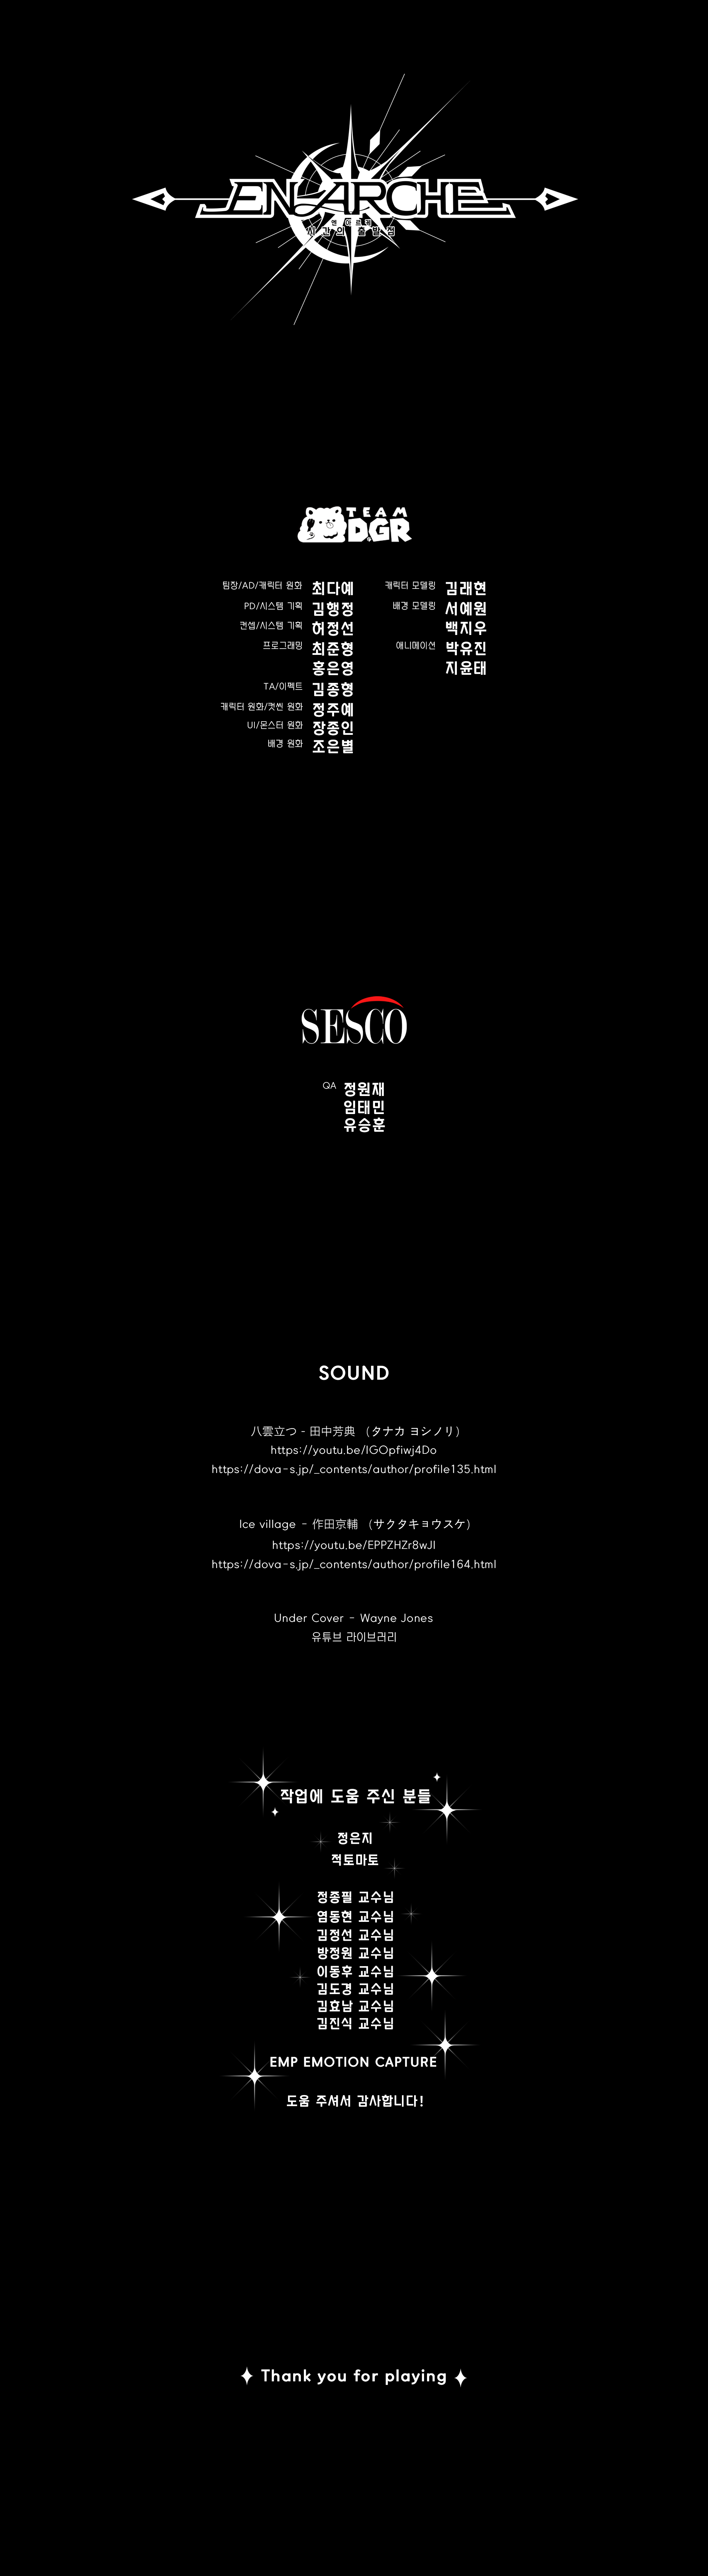 EN ARCHE
엔 아르케
시간의 출발점
TEAM
DGR
팀장/AD/캐릭터 원화 최다예
PD/시스템 기획 김행정
컨셉/시스템 기획 허정선
프로그래밍 최준형
홍은영
TA/이펙트 김종형
캐릭터 원화/컷씬 원화 정주예
UI/몬스터 원화 장종인
배경 원화 조은별
캐릭터 모델링 김래현
배경 모델링 서예원
백지우
애니메이션 박유진
지윤태
SESCO
QA 정원재
임태민
유승훈
SOUND
八雲立つ - 田中芳典 （タナカ ヨシノリ）
https://youtu.be/IGOpfiwj4Do
https://dova-s.jp/_contents/author/profile135.html
Ice village - 作田京輔 （サクタキョウスケ）
https://youtu.be/EPPZHZr8wJI
https://dova-s.jp/_contents/author/profile164.html
Under Cover - Wayne Jones
유튜브 라이브러리
작업에 도움 주신 분들
정은지
적토마토
정종필 교수님
염동현 교수님
김정선 교수님
방정원 교수님
이동후 교수님
김도경 교수님
김효남 교수님
김진식 교수님
EMP EMOTION CAPTURE
도움 주셔서 감사합니다!
Thank you for playing